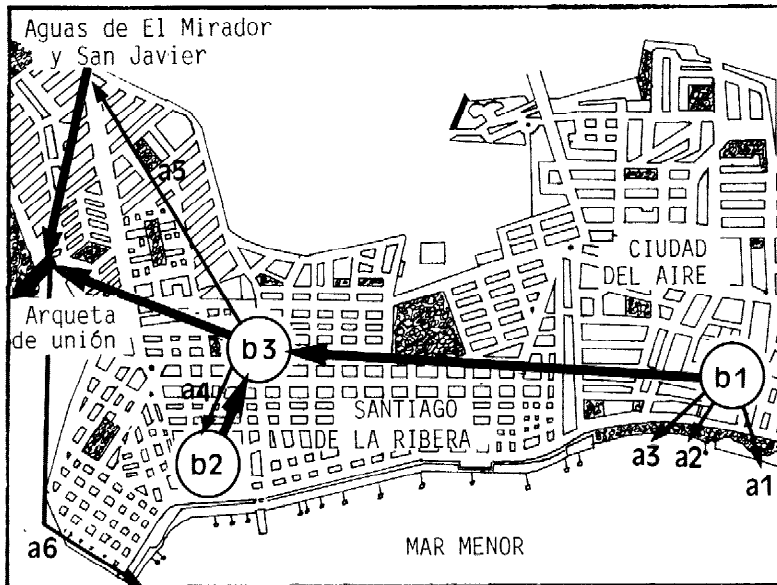 Aguas de El Mirador
y San Javier
a5
CIUDAD
DEL AIRE
Arqueta
de unión
b3
b1
a4
SANTIAGO
DE LA RIBERA
b2
a3
a2
a1
a6
MAR MENOR